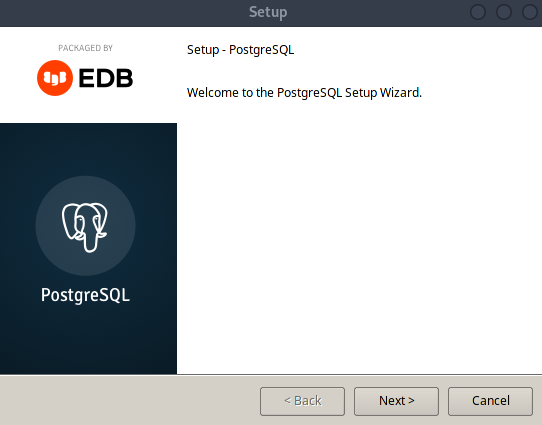 Setup
PACKAGED BY
EDB
Setup - PostgreSQL
Welcome to the PostgreSQL Setup Wizard.
PostgreSQL
< Back
Next >
Cancel